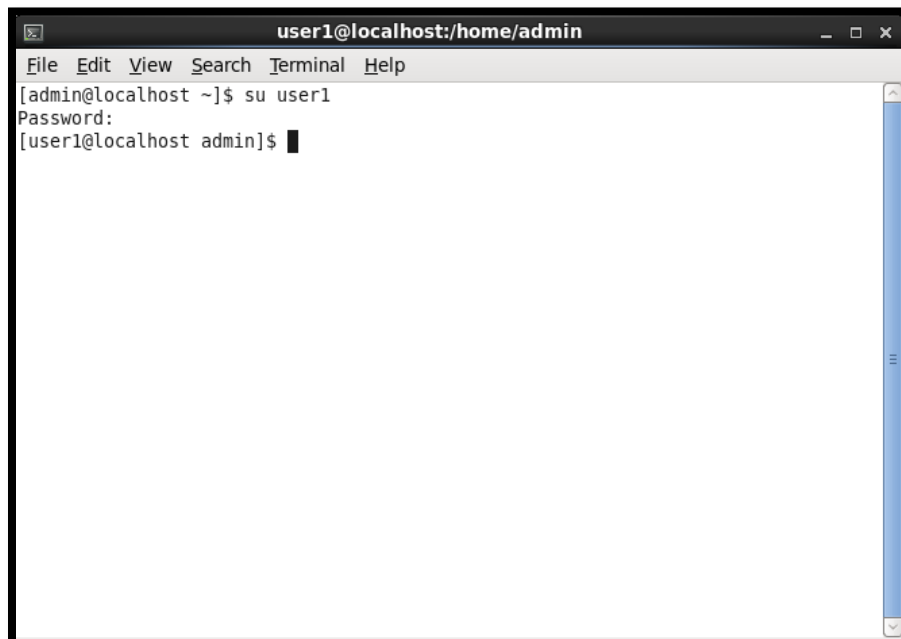 user1@localhost:/home/admin
File Edit View Search Terminal Help
[admin@localhost ~]$ su user1
Password:
[user1@localhost admin]$